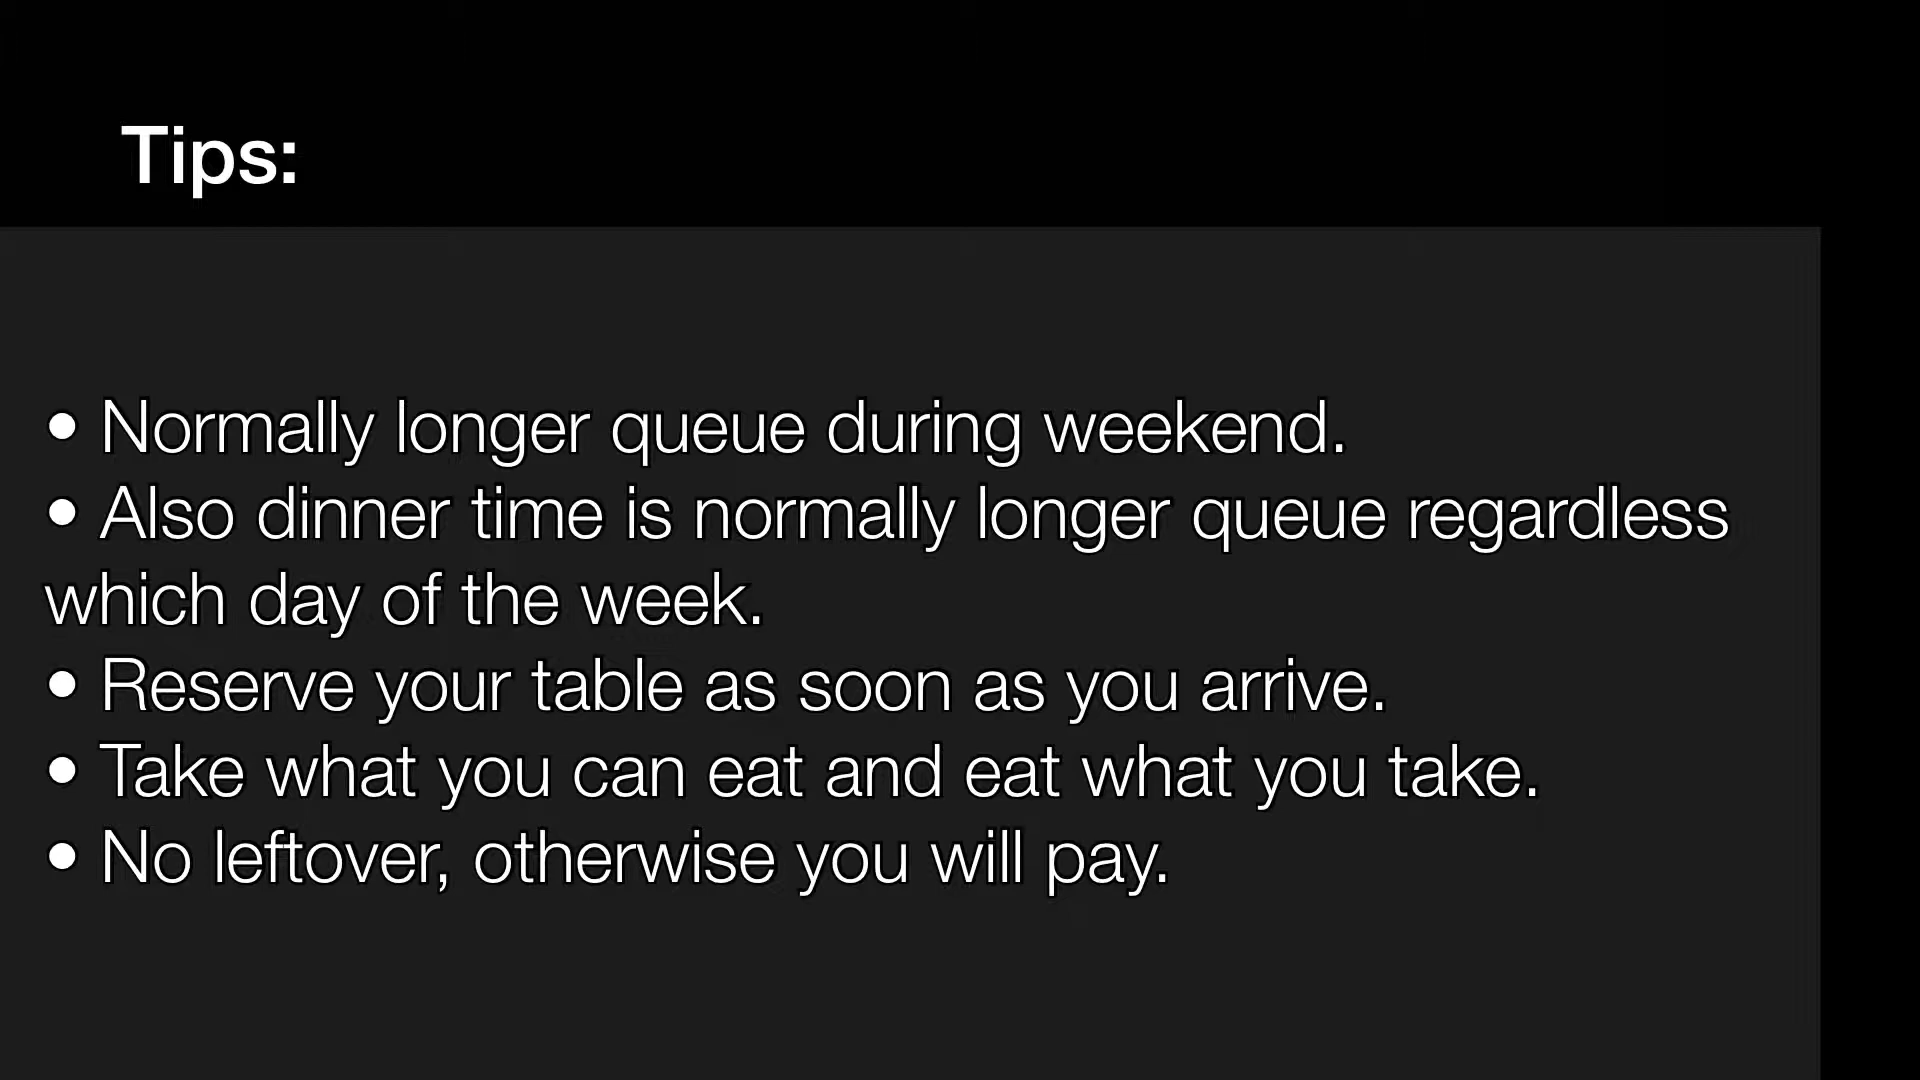 Tips:
• Normally longer queue during weekend.
• Also dinner time is normally longer queue regardless
which day of the week.
• Reserve your table as soon as you arrive.
• Take what you can eat and eat what you take.
• No leftover, otherwise you will pay.